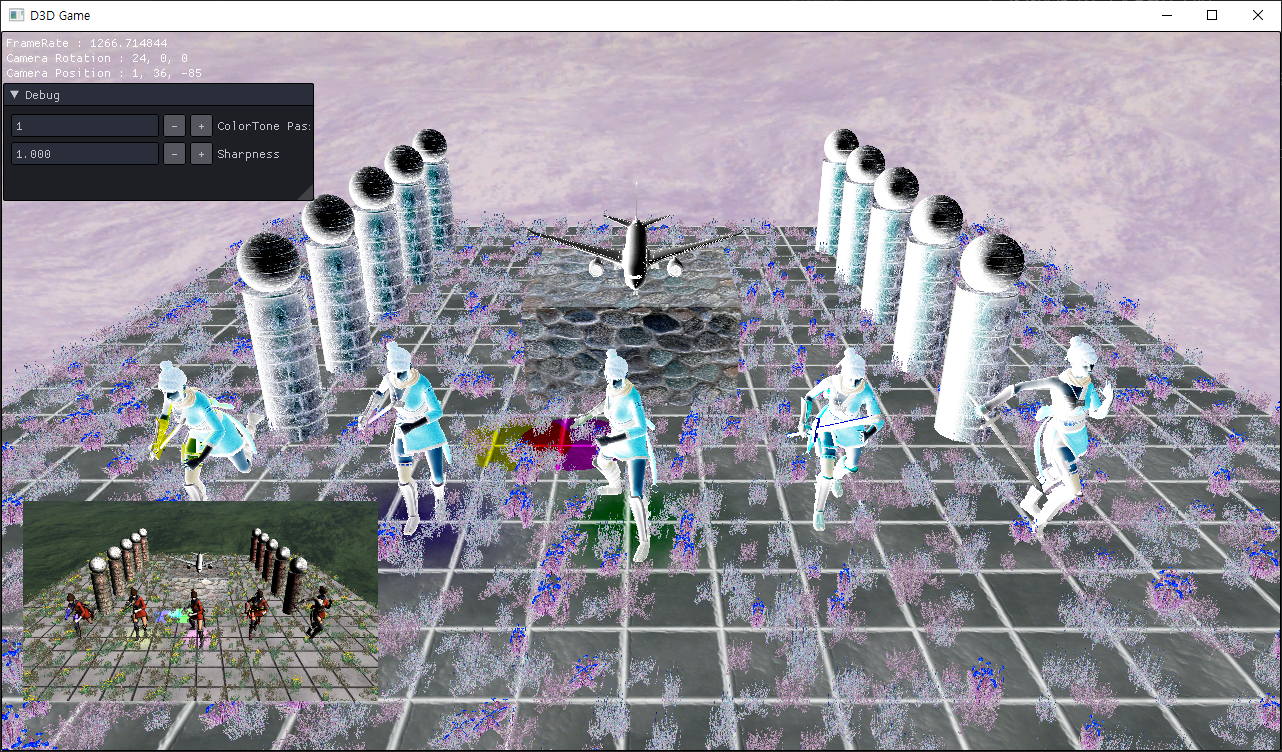 D3D Game
FrameRate : 1266.714844
Camera Rotation : 24, 0, 0
Camera Position : 1, 36, -85
Debug
1 - + ColorTone Pas
1.000 - + Sharpness